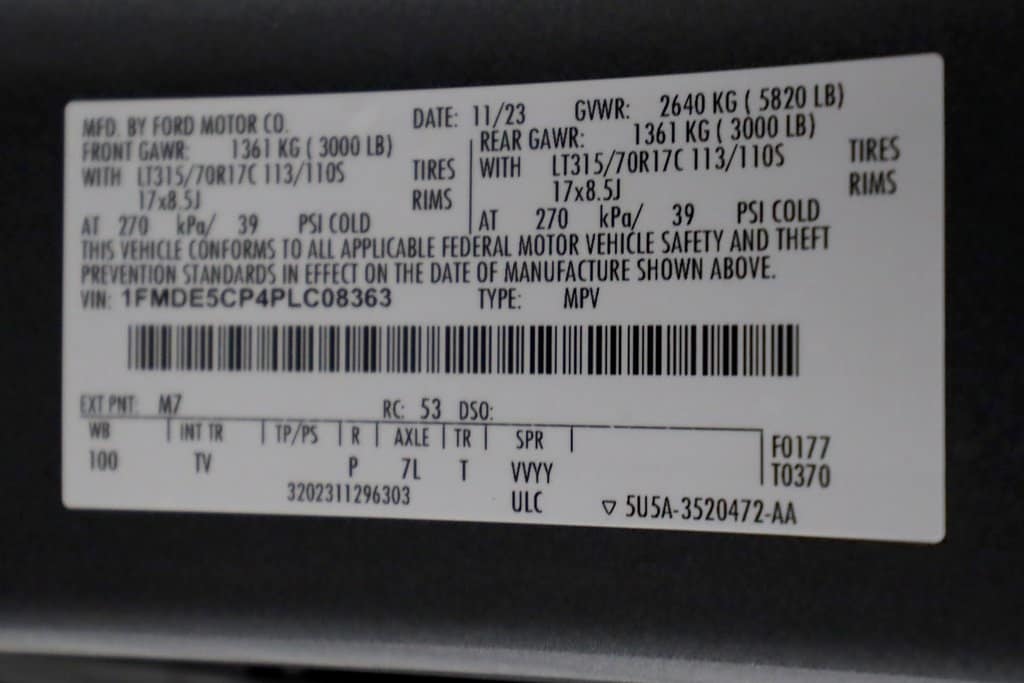 MFD. BY FORD MOTOR CO. DATE: 11/23 GVWR: 2640 KG ( 5820 LB)
FRONT GAWR: 1361 KG ( 3000 LB) REAR GAWR: 1361 KG ( 3000 LB)
WITH LT315/70R17C 113/110S TIRES WITH LT315/70R17C 113/110S TIRES
17x8.5J RIMS 17x8.5J RIMS
AT 270 kPa/ 39 PSI COLD AT 270 kPa/ 39 PSI COLD
THIS VEHICLE CONFORMS TO ALL APPLICABLE FEDERAL MOTOR VEHICLE SAFETY AND THEFT
PREVENTION STANDARDS IN EFFECT ON THE DATE OF MANUFACTURE SHOWN ABOVE.
VIN: 1FMDE5CP4PLC08363 TYPE: MPV
EXT PNT: M7 RC: 53 DSO:
WB INT TR TP/PS R AXLE TR SPR F0177
100 TV P 7L T VVYY T0370
3202311296303 ULC ▽ 5U5A-3520472-AA